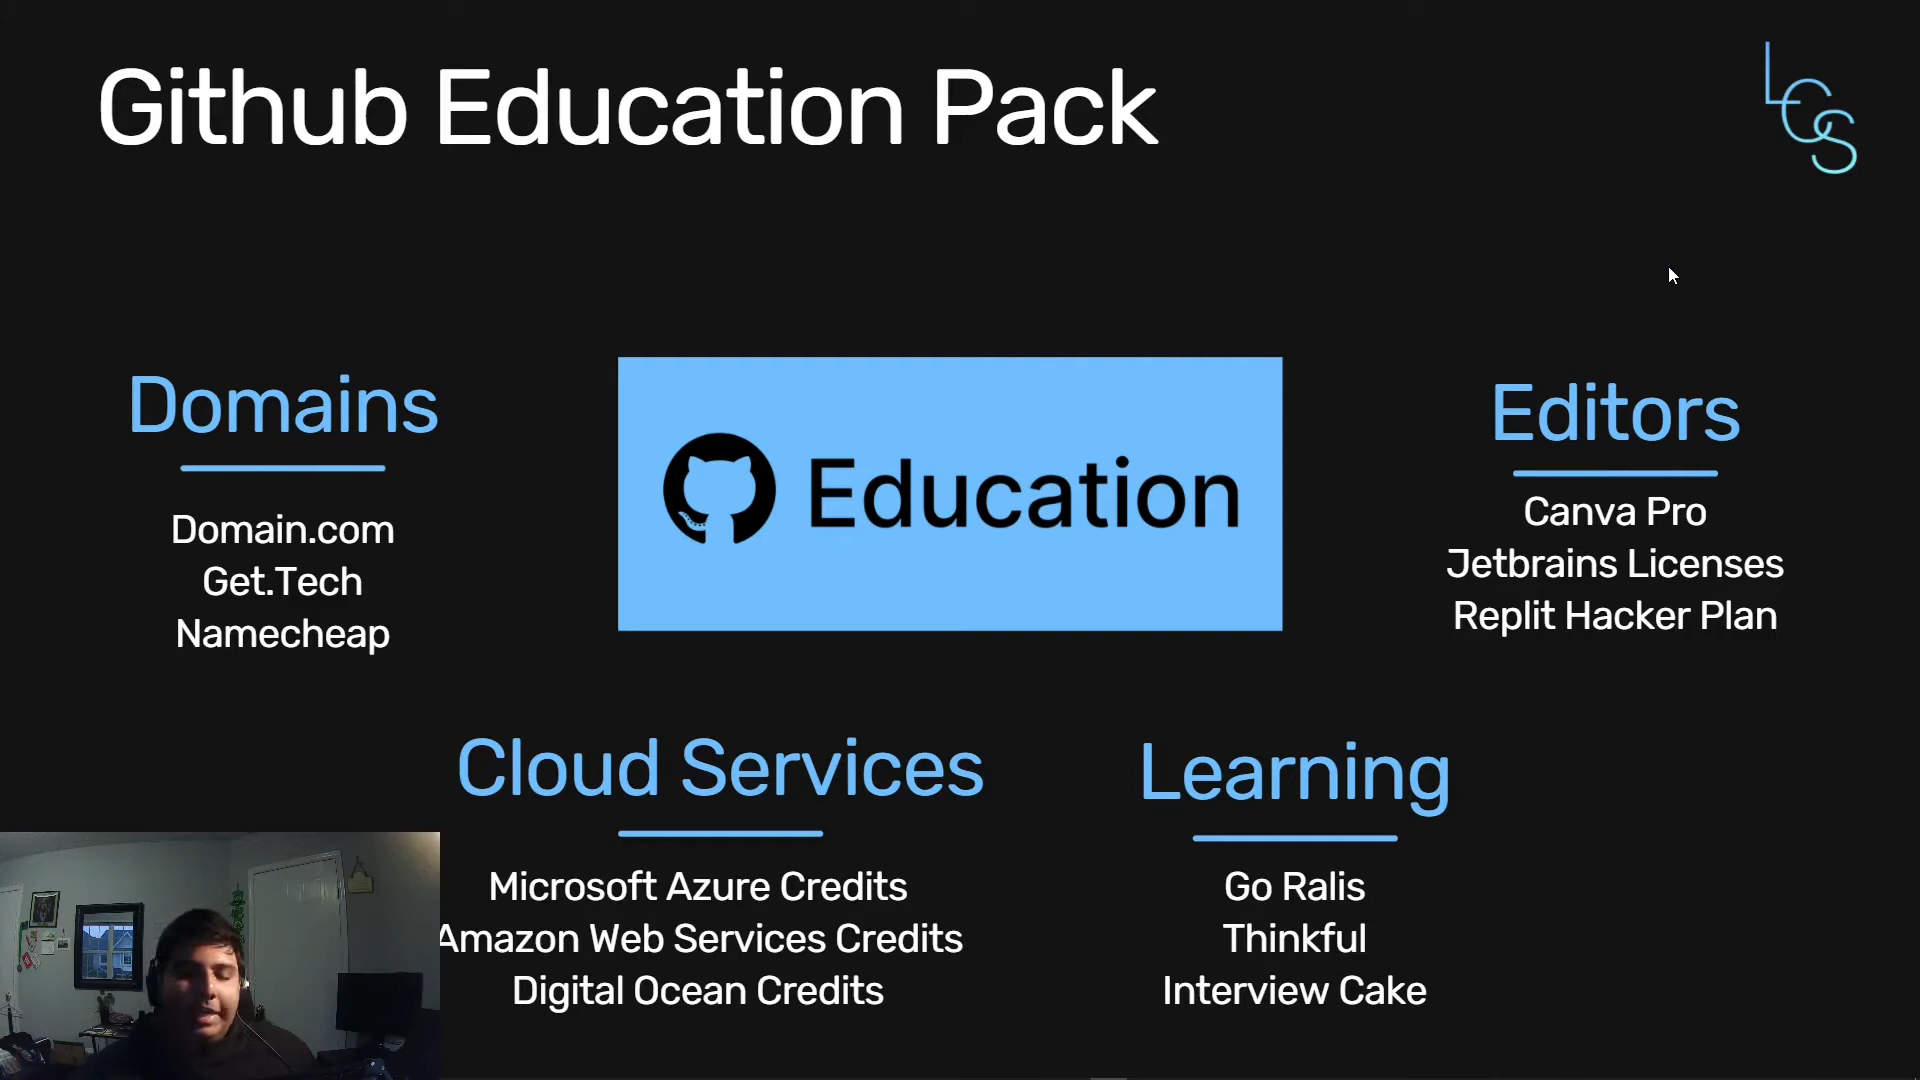 Github Education Pack
LCS
Domains
Domain.com
Get.Tech
Namecheap
Education
Editors
Canva Pro
Jetbrains Licenses
Replit Hacker Plan
Cloud Services
Microsoft Azure Credits
Amazon Web Services Credits
Digital Ocean Credits
Learning
Go Ralis
Thinkful
Interview Cake